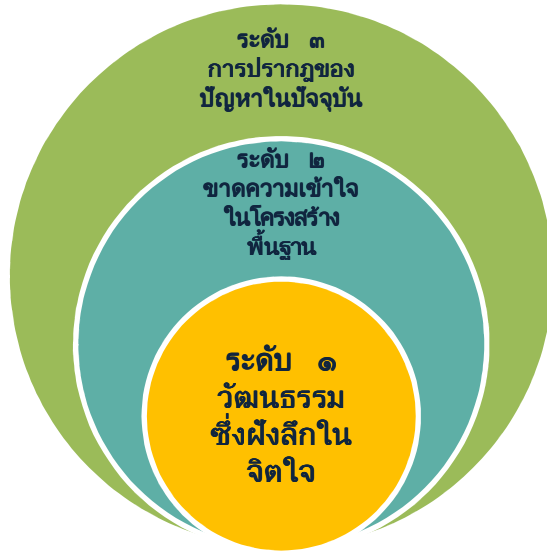 ระดับ ๓
การปรากฎของ
ปัญหาในปัจจุบัน
ระดับ ๒
ขาดความเข้าใจ
ในโครงสร้าง
พื้นฐาน
ระดับ ๑
วัฒนธรรม
ซึ่งฝังลึกใน
จิตใจ